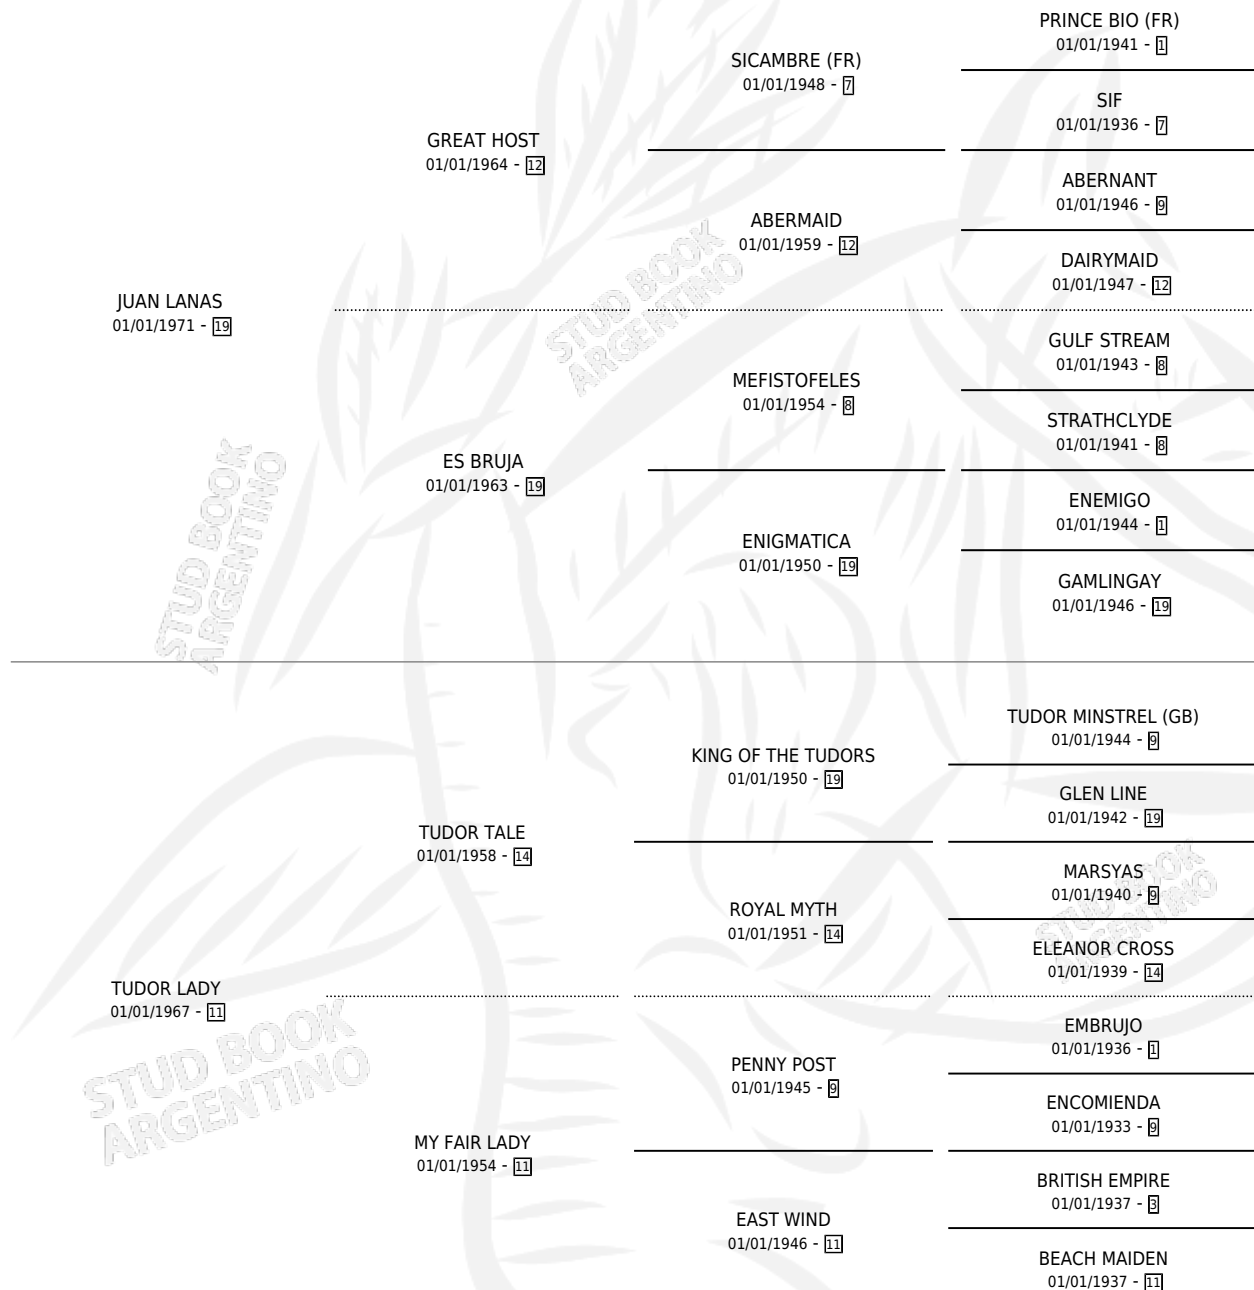 PRINCE BIO (FR)
01/01/1941 - 1
SICAMBRE (FR)
01/01/1948 - 7
SIF
01/01/1936 - 7
GREAT HOST
01/01/1964 - 12
ABERNANT
01/01/1946 - 9
ABERMAID
01/01/1959 - 12
DAIRYMAID
01/01/1947 - 12
JUAN LANAS
01/01/1971 - 19
STUD BOOK
ARGENTINO
GULF STREAM
01/01/1943 - 8
MEFISTOFELES
01/01/1954 - 8
STRATHCLYDE
01/01/1941 - 8
ES BRUJA
01/01/1963 - 19
ENEMIGO
01/01/1944 - 1
ENIGMATICA
01/01/1950 - 19
GAMLINGAY
01/01/1946 - 19
STUD BOOK
ARGENTINO
TUDOR MINSTREL (GB)
01/01/1944 - 9
KING OF THE TUDORS
01/01/1950 - 19
GLEN LINE
01/01/1942 - 19
TUDOR TALE
01/01/1958 - 14
MARSYAS
01/01/1940 - 9
ROYAL MYTH
01/01/1951 - 14
STUD BOOK
ARGENTINO
ELEANOR CROSS
01/01/1939 - 14
TUDOR LADY
01/01/1967 - 11
EMBRUJO
01/01/1936 - 1
PENNY POST
01/01/1945 - 9
ENCOMIENDA
01/01/1933 - 9
STUD BOOK
ARGENTINO
MY FAIR LADY
01/01/1954 - 11
BRITISH EMPIRE
01/01/1937 - 3
EAST WIND
01/01/1946 - 11
BEACH MAIDEN
01/01/1937 - 11